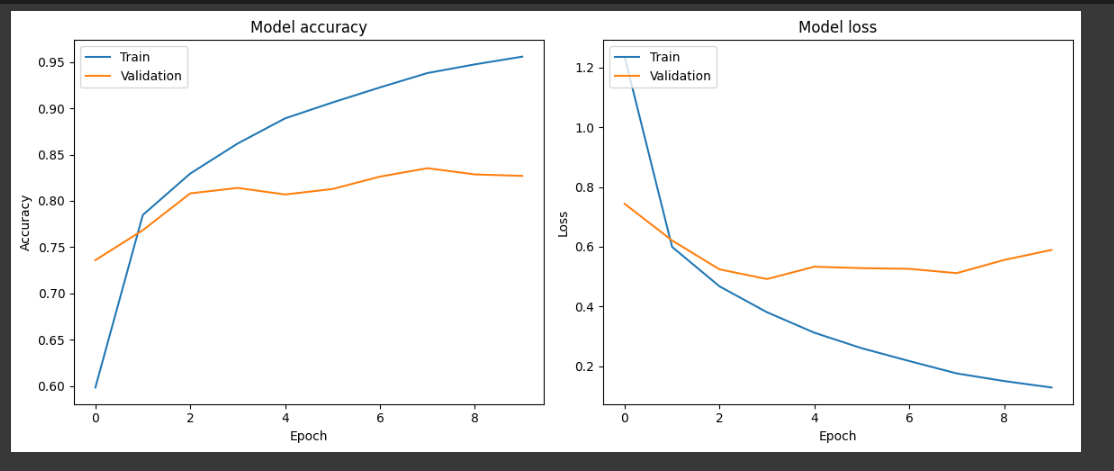 Model accuracy
Train
Validation
0.95
0.90
0.85
0.80
0.75
0.70
0.65
0.60
Accuracy
0
2
4
6
8
Epoch
Model loss
Train
Validation
1.2
1.0
0.8
0.6
0.4
0.2
Loss
0
2
4
6
8
Epoch